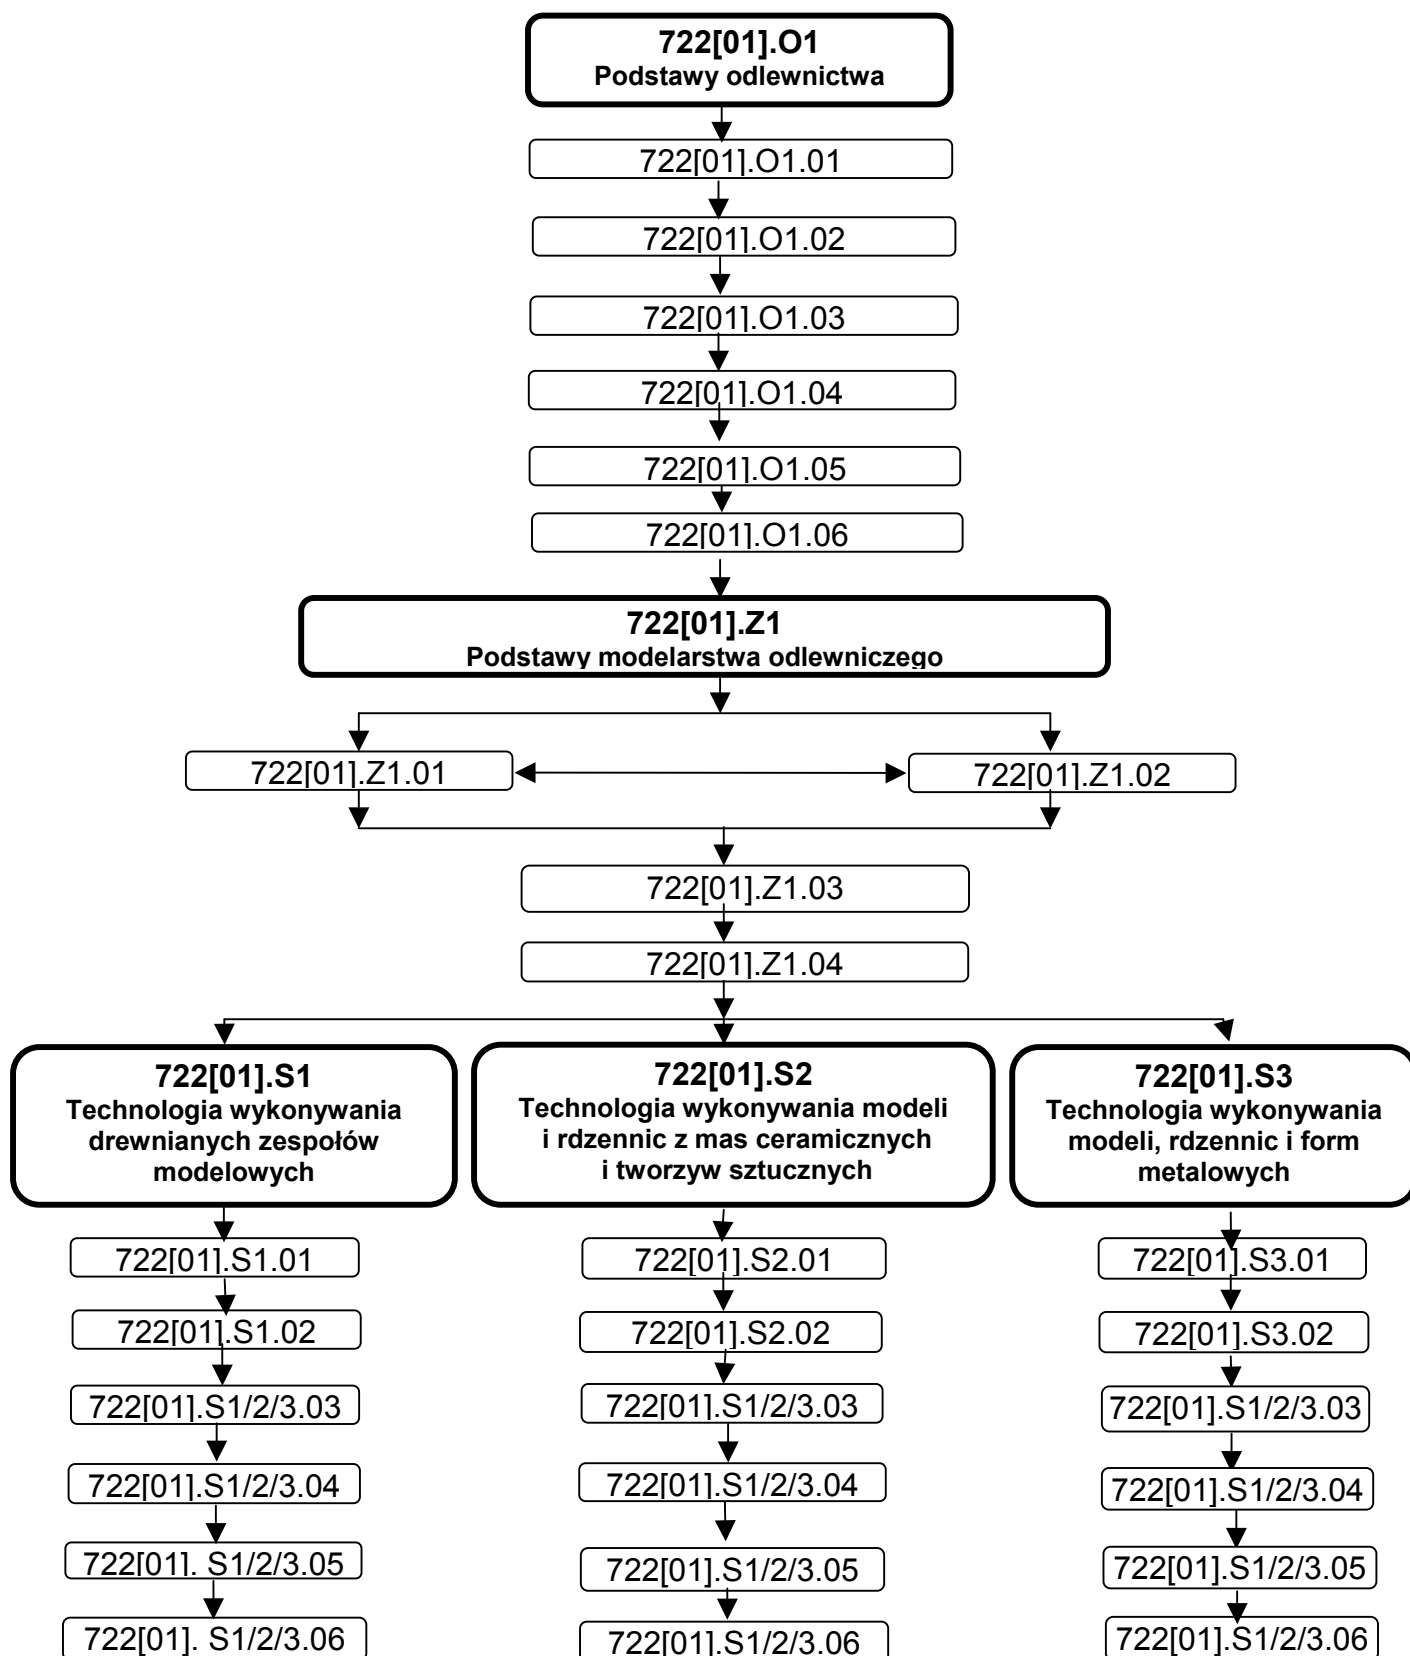 722[01].O1
Podstawy odlewnictwa
722[01].O1.01
722[01].O1.02
722[01].O1.03
722[01].O1.04
722[01].O1.05
722[01].O1.06
722[01].Z1
Podstawy modelarstwa odlewniczego
722[01].Z1.01
722[01].Z1.02
722[01].Z1.03
722[01].Z1.04
722[01].S1
Technologia wykonywania
drewnianych zespołów
modelowych
722[01].S2
Technologia wykonywania modeli
i rdzennic z mas ceramicznych
i tworzyw sztucznych
722[01].S3
Technologia wykonywania
modeli, rdzennic i form
metalowych
722[01].S1.01
722[01].S2.01
722[01].S3.01
722[01].S1.02
722[01].S2.02
722[01].S3.02
722[01].S1/2/3.03
722[01].S1/2/3.03
722[01].S1/2/3.03
722[01].S1/2/3.04
722[01].S1/2/3.04
722[01].S1/2/3.04
722[01]. S1/2/3.05
722[01].S1/2/3.05
722[01].S1/2/3.05
722[01]. S1/2/3.06
722[01].S1/2/3.06
722[01].S1/2/3.06